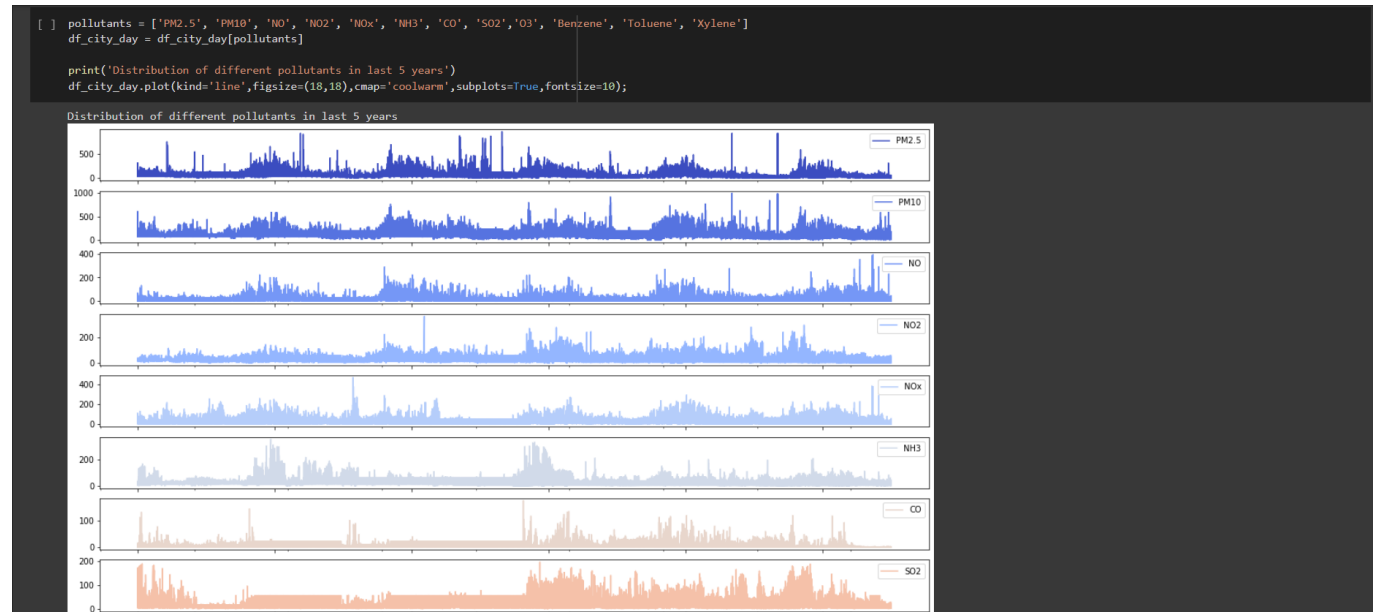 [ ] pollutants = ['PM2.5', 'PM10', 'NO', 'NO2', 'NOx', 'NH3', 'CO', 'SO2','O3', 'Benzene', 'Toluene', 'Xylene']
df_city_day = df_city_day[pollutants]
print('Distribution of different pollutants in last 5 years')
df_city_day.plot(kind='line',figsize=(18,18),cmap='coolwarm',subplots=True,fontsize=10);
Distribution of different pollutants in last 5 years
PM2.5
500
0
1000
PM10
500
0
400
NO
200
0
NO2
200
0
NOx
400
200
0
NH3
200
0
CO
100
0
200
SO2
100
0